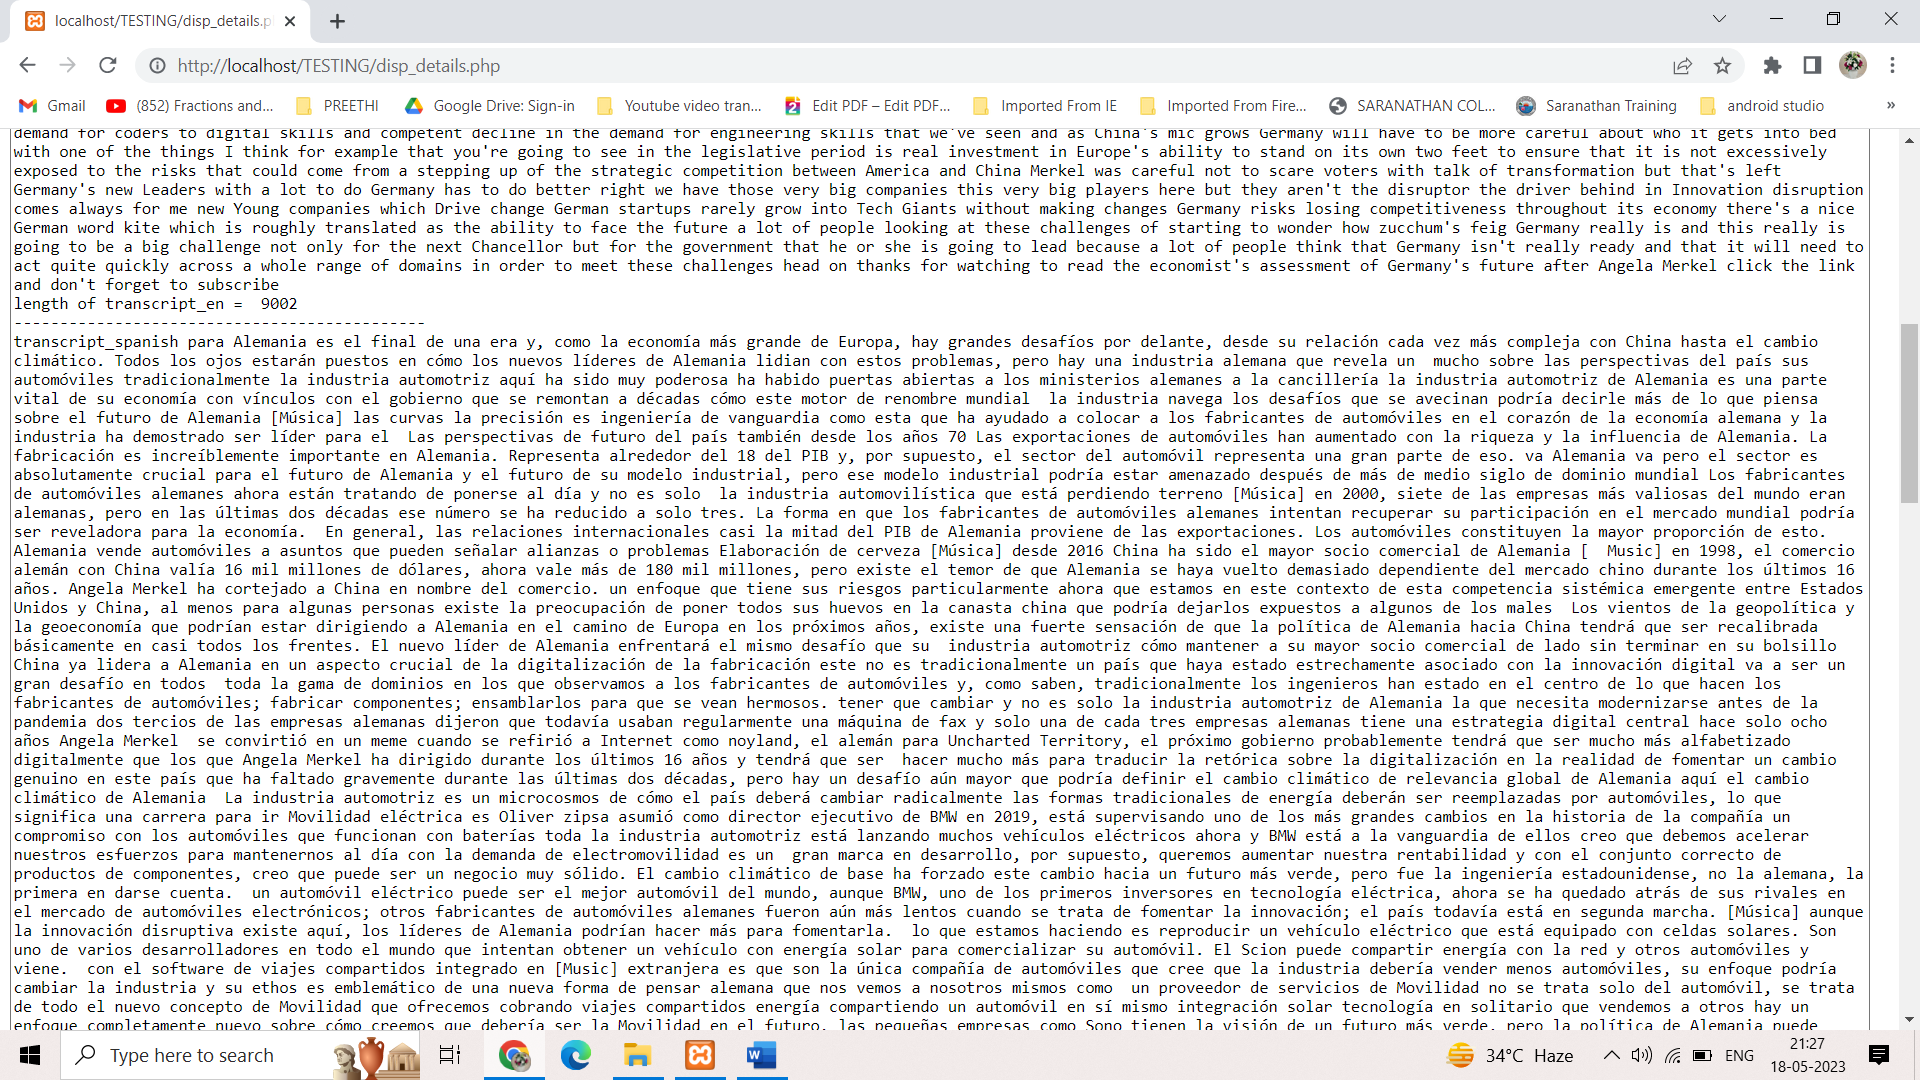 localhost/TESTING/disp_details.p
http://localhost/TESTING/disp_details.php
Gmail
(852) Fractions and...
PREETHI
Google Drive: Sign-in
Youtube video tran...
Edit PDF – Edit PDF...
Imported From IE
Imported From Fire...
SARANATHAN COL...
Saranathan Training
android studio
»
demand for coders to digital skills and competent decline in the demand for engineering skills that we've seen and as China's mic grows Germany will have to be more careful about who it gets into bed
with one of the things I think for example that you're going to see in the legislative period is real investment in Europe's ability to stand on its own two feet to ensure that it is not excessively
exposed to the risks that could come from a stepping up of the strategic competition between America and China Merkel was careful not to scare voters with talk of transformation but that's left
Germany's new Leaders with a lot to do Germany has to do better right we have those very big companies this very big players here but they aren't the disruptor the driver behind in Innovation disruption
comes always for me new Young companies which Drive change German startups rarely grow into Tech Giants without making changes Germany risks losing competitiveness throughout its economy there's a nice
German word kite which is roughly translated as the ability to face the future a lot of people looking at these challenges of starting to wonder how zucchum's feig Germany really is and this really is
going to be a big challenge not only for the next Chancellor but for the government that he or she is going to lead because a lot of people think that Germany isn't really ready and that it will need to
act quite quickly across a whole range of domains in order to meet these challenges head on thanks for watching to read the economist's assessment of Germany's future after Angela Merkel click the link
and don't forget to subscribe
length of transcript_en =  9002
---------------------------------------------
transcript_spanish para Alemania es el final de una era y, como la economía más grande de Europa, hay grandes desafíos por delante, desde su relación cada vez más compleja con China hasta el cambio
climático. Todos los ojos estarán puestos en cómo los nuevos líderes de Alemania lidian con estos problemas, pero hay una industria alemana que revela un  mucho sobre las perspectivas del país sus
automóviles tradicionalmente la industria automotriz aquí ha sido muy poderosa ha habido puertas abiertas a los ministerios alemanes a la cancillería la industria automotriz de Alemania es una parte
vital de su economía con vínculos con el gobierno que se remontan a décadas cómo este motor de renombre mundial  la industria navega los desafíos que se avecinan podría decirle más de lo que piensa
sobre el futuro de Alemania [Música] las curvas la precisión es ingeniería de vanguardia como esta que ha ayudado a colocar a los fabricantes de automóviles en el corazón de la economía alemana y la
industria ha demostrado ser líder para el  Las perspectivas de futuro del país también desde los años 70 Las exportaciones de automóviles han aumentado con la riqueza y la influencia de Alemania. La
fabricación es increíblemente importante en Alemania. Representa alrededor del 18 del PIB y, por supuesto, el sector del automóvil representa una gran parte de eso. va Alemania va pero el sector es
absolutamente crucial para el futuro de Alemania y el futuro de su modelo industrial, pero ese modelo industrial podría estar amenazado después de más de medio siglo de dominio mundial Los fabricantes
de automóviles alemanes ahora están tratando de ponerse al día y no es solo  la industria automovilística que está perdiendo terreno [Música] en 2000, siete de las empresas más valiosas del mundo eran
alemanas, pero en las últimas dos décadas ese número se ha reducido a solo tres. La forma en que los fabricantes de automóviles alemanes intentan recuperar su participación en el mercado mundial podría
ser reveladora para la economía.  En general, las relaciones internacionales casi la mitad del PIB de Alemania proviene de las exportaciones. Los automóviles constituyen la mayor proporción de esto.
Alemania vende automóviles a asuntos que pueden señalar alianzas o problemas Elaboración de cerveza [Música] desde 2016 China ha sido el mayor socio comercial de Alemania [  Music] en 1998, el comercio
alemán con China valía 16 mil millones de dólares, ahora vale más de 180 mil millones, pero existe el temor de que Alemania se haya vuelto demasiado dependiente del mercado chino durante los últimos 16
años. Angela Merkel ha cortejado a China en nombre del comercio. un enfoque que tiene sus riesgos particularmente ahora que estamos en este contexto de esta competencia sistémica emergente entre Estados
Unidos y China, al menos para algunas personas existe la preocupación de poner todos sus huevos en la canasta china que podría dejarlos expuestos a algunos de los males  Los vientos de la geopolítica y
la geoeconomía que podrían estar dirigiendo a Alemania en el camino de Europa en los próximos años, existe una fuerte sensación de que la política de Alemania hacia China tendrá que ser recalibrada
básicamente en casi todos los frentes. El nuevo líder de Alemania enfrentará el mismo desafío que su  industria automotriz cómo mantener a su mayor socio comercial de lado sin terminar en su bolsillo
China ya lidera a Alemania en un aspecto crucial de la digitalización de la fabricación este no es tradicionalmente un país que haya estado estrechamente asociado con la innovación digital va a ser un
gran desafío en todos  toda la gama de dominios en los que observamos a los fabricantes de automóviles y, como saben, tradicionalmente los ingenieros han estado en el centro de lo que hacen los
fabricantes de automóviles; fabricar componentes; ensamblarlos para que se vean hermosos. tener que cambiar y no es solo la industria automotriz de Alemania la que necesita modernizarse antes de la
pandemia dos tercios de las empresas alemanas dijeron que todavía usaban regularmente una máquina de fax y solo una de cada tres empresas alemanas tiene una estrategia digital central hace solo ocho
años Angela Merkel  se convirtió en un meme cuando se refirió a Internet como noyland, el alemán para Uncharted Territory, el próximo gobierno probablemente tendrá que ser mucho más alfabetizado
digitalmente que los que Angela Merkel ha dirigido durante los últimos 16 años y tendrá que ser  hacer mucho más para traducir la retórica sobre la digitalización en la realidad de fomentar un cambio
genuino en este país que ha faltado gravemente durante las últimas dos décadas, pero hay un desafío aún mayor que podría definir el cambio climático de relevancia global de Alemania aquí el cambio
climático de Alemania  La industria automotriz es un microcosmos de cómo el país deberá cambiar radicalmente las formas tradicionales de energía deberán ser reemplazadas por automóviles, lo que
significa una carrera para ir Movilidad eléctrica es Oliver zipsa asumió como director ejecutivo de BMW en 2019, está supervisando uno de los más grandes cambios en la historia de la compañía un
compromiso con los automóviles que funcionan con baterías toda la industria automotriz está lanzando muchos vehículos eléctricos ahora y BMW está a la vanguardia de ellos creo que debemos acelerar
nuestros esfuerzos para mantenernos al día con la demanda de electromovilidad es un  gran marca en desarrollo, por supuesto, queremos aumentar nuestra rentabilidad y con el conjunto correcto de
productos de componentes, creo que puede ser un negocio muy sólido. El cambio climático de base ha forzado este cambio hacia un futuro más verde, pero fue la ingeniería estadounidense, no la alemana, la
primera en darse cuenta.  un automóvil eléctrico puede ser el mejor automóvil del mundo, aunque BMW, uno de los primeros inversores en tecnología eléctrica, ahora se ha quedado atrás de sus rivales en
el mercado de automóviles electrónicos; otros fabricantes de automóviles alemanes fueron aún más lentos cuando se trata de fomentar la innovación; el país todavía está en segunda marcha. [Música] aunque
la innovación disruptiva existe aquí, los líderes de Alemania podrían hacer más para fomentarla.  lo que estamos haciendo es reproducir un vehículo eléctrico que está equipado con celdas solares. Son
uno de varios desarrolladores en todo el mundo que intentan obtener un vehículo con energía solar para comercializar su automóvil. El Scion puede compartir energía con la red y otros automóviles y
viene.  con el software de viajes compartidos integrado en [Music] extranjera es que son la única compañía de automóviles que cree que la industria debería vender menos automóviles, su enfoque podría
cambiar la industria y su ethos es emblemático de una nueva forma de pensar alemana que nos vemos a nosotros mismos como  un proveedor de servicios de Movilidad no se trata solo del automóvil, se trata
de todo el nuevo concepto de Movilidad que ofrecemos cobrando viajes compartidos energía compartiendo un automóvil en sí mismo integración solar tecnología en solitario que vendemos a otros hay un
enfoque completamente nuevo sobre cómo creemos que debería ser la Movilidad en el futuro. las pequeñas empresas como Sono tienen la visión de un futuro más verde, pero la política de Alemania puede
Type here to search
34°C Haze
ENG
21:27
18-05-2023